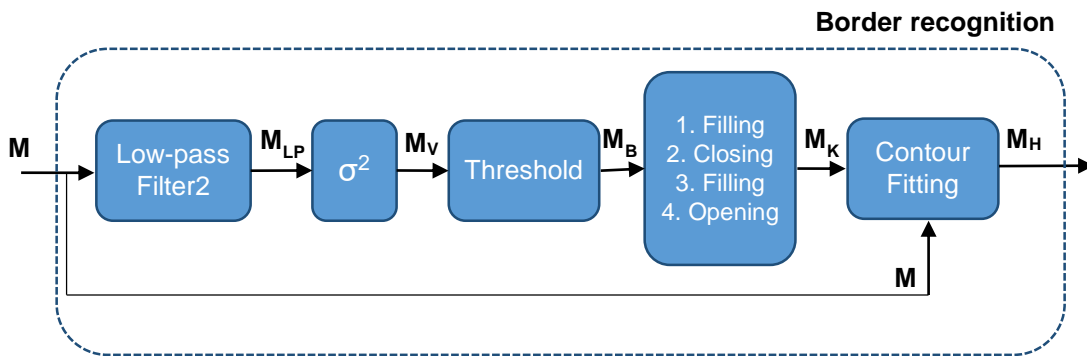 Border recognition
M
Low-pass
Filter2
M_LP
σ²
M_V
Threshold
M_B
1. Filling
2. Closing
3. Filling
4. Opening
M_K
Contour
Fitting
M_H
M